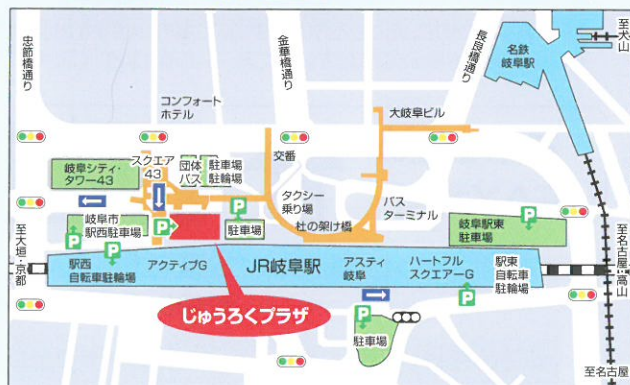 忠節橋通り
金華橋通り
長良橋通り
至犬山
名鉄
岐阜駅
コンフォート
ホテル
大岐阜ビル
交番
スクエア
43
団体
バス
駐車場
駐輪場
岐阜シティ・
タワー43
タクシー
乗り場
バス
ターミナル
杜の架け橋
岐阜市
駅西駐車場
P
P
P
駐車場
岐阜駅東
駐車場
P
至大垣・京都
至名古屋・高山
P
駅西
自転車駐輪場
アクティブG
JR岐阜駅
アスティ
岐阜
ハートフル
スクエアーG
駅東
自転車
駐輪場
P
じゅうろくプラザ
P
駐車場
至名古屋